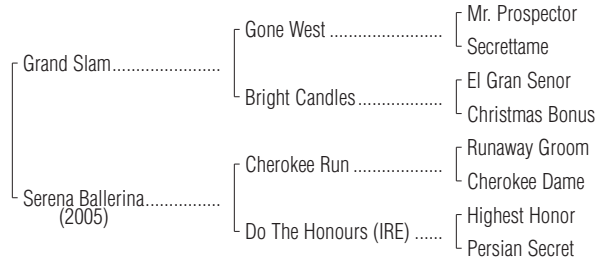 Mr. Prospector
Gone West ......................
Secrettame
Grand Slam.....................
El Gran Senor
Bright Candles.................
Christmas Bonus
Runaway Groom
Cherokee Run ..................
Cherokee Dame
Serena Ballerina...............
(2005)
Highest Honor
Do The Honours (IRE) ......
Persian Secret